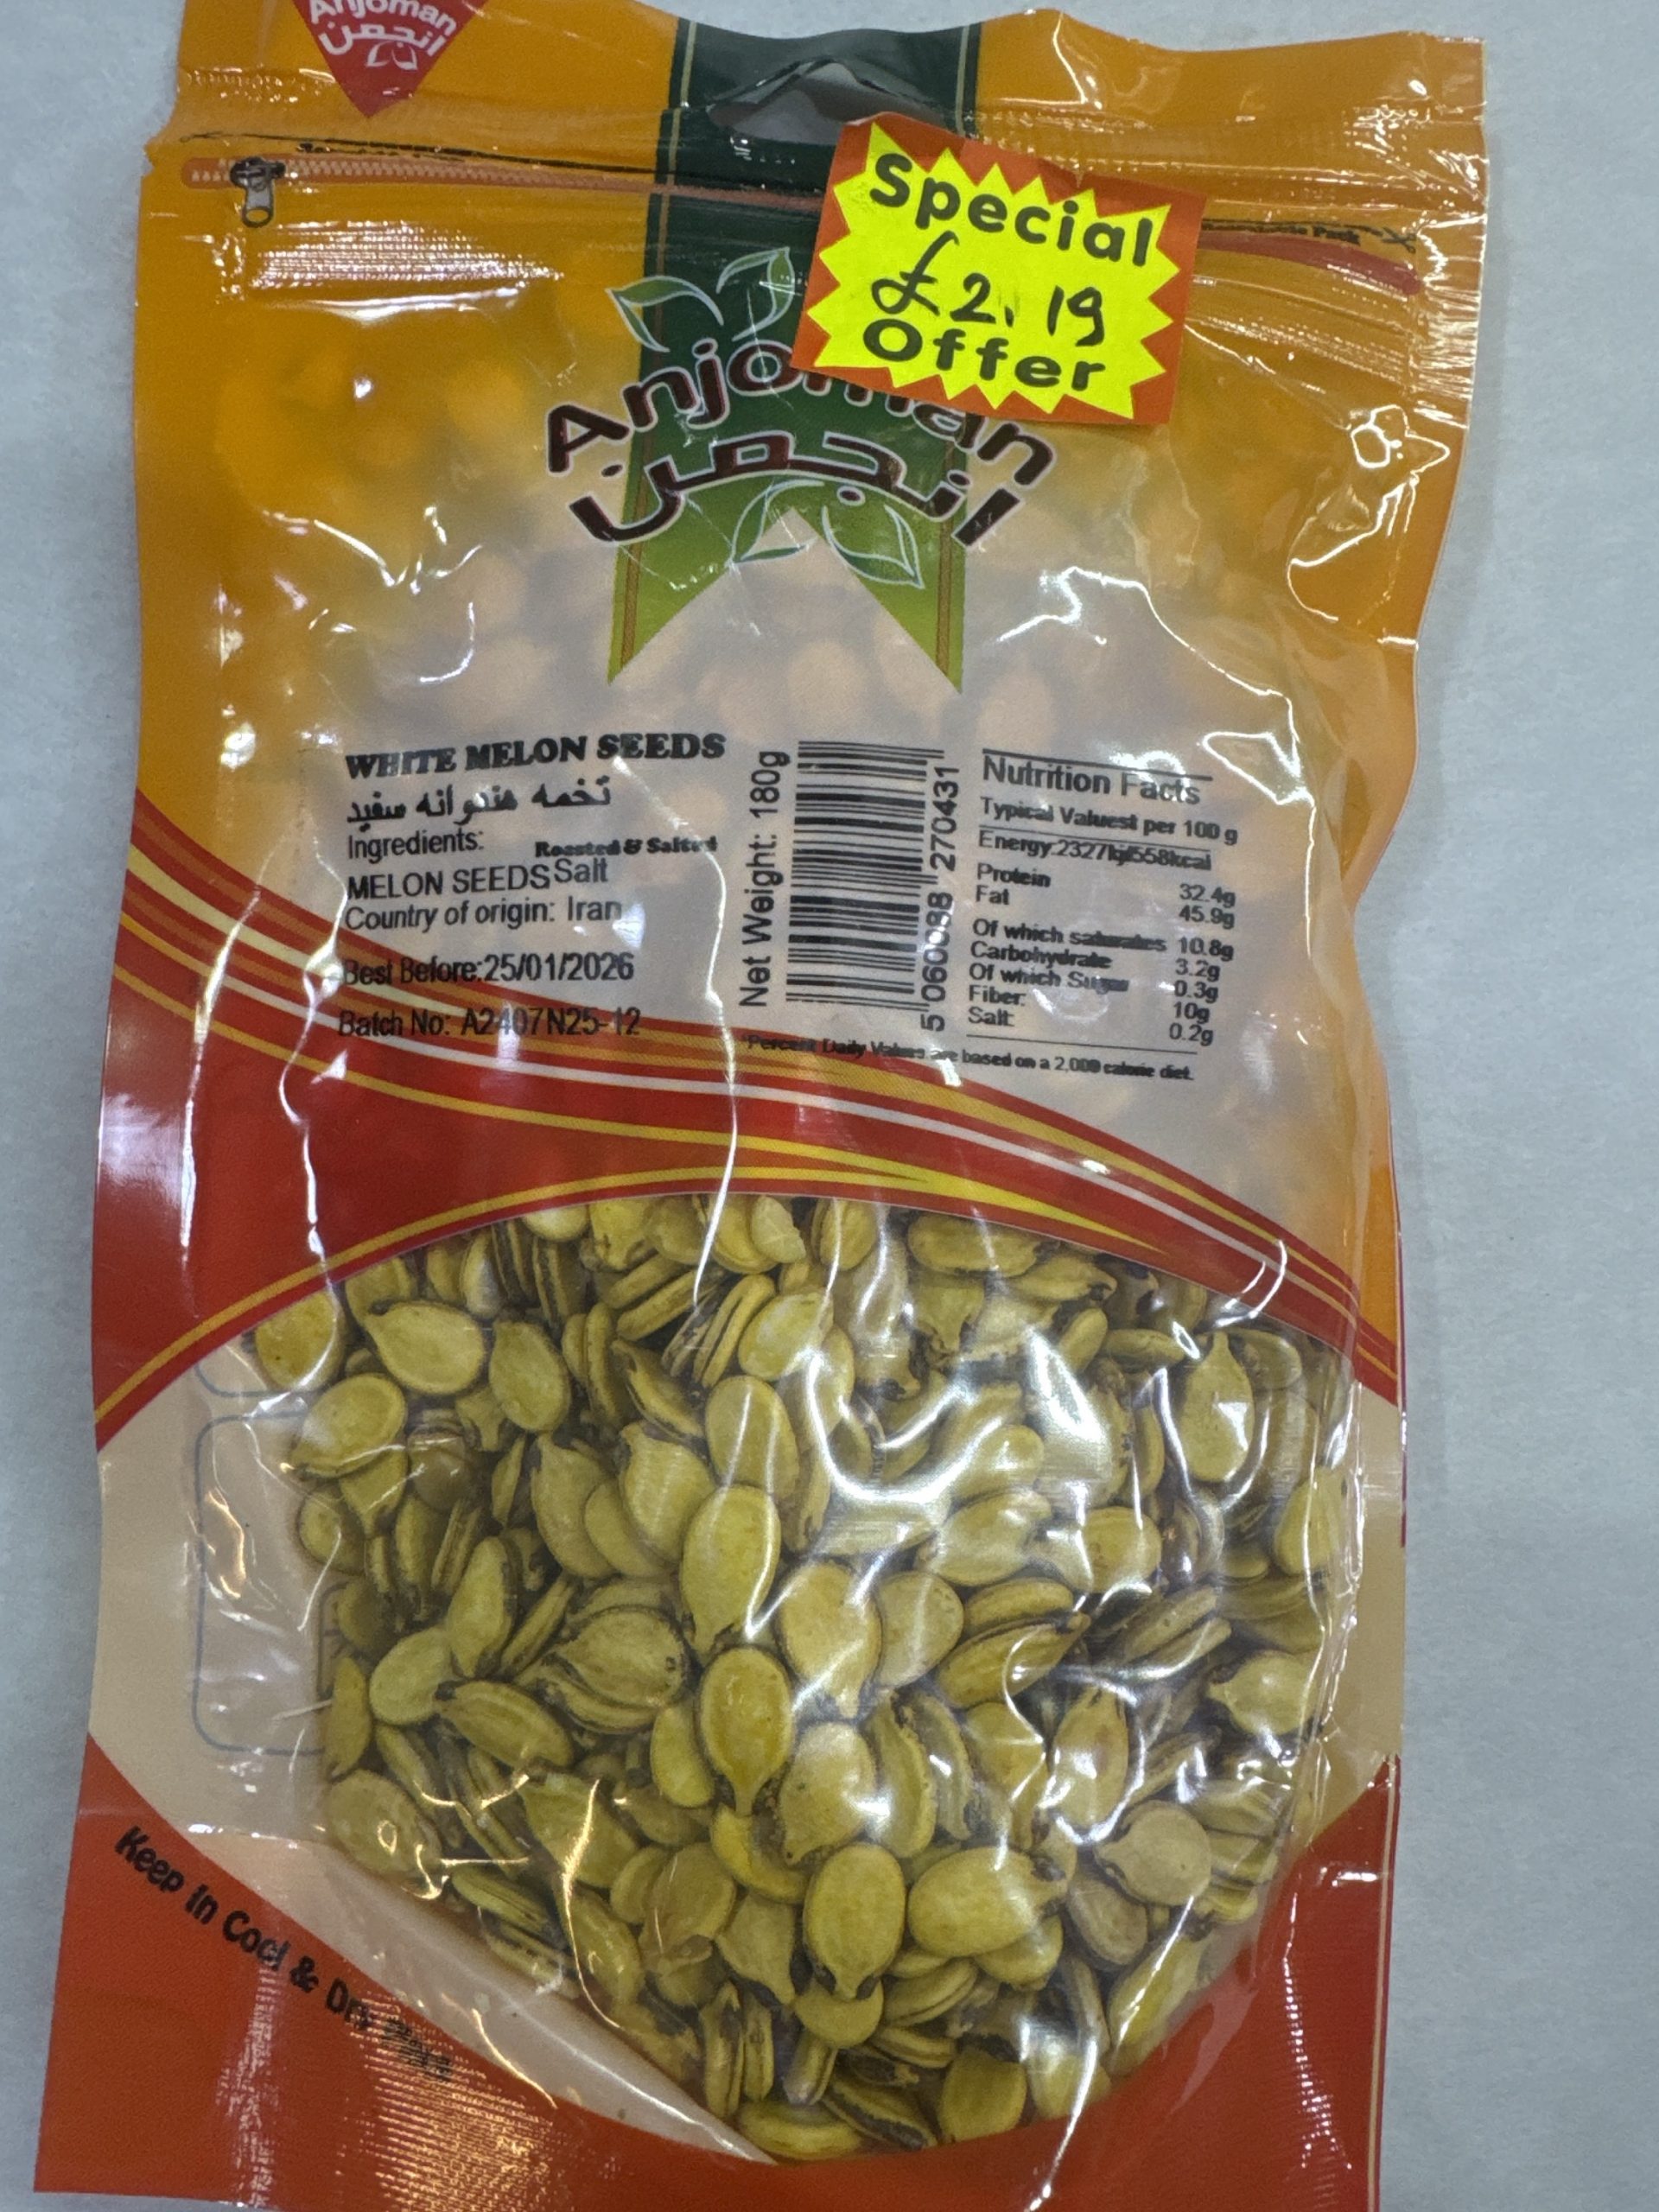 Anjoman
انجمن
Special
£2.19
Offer
Anjoman
انجمن
WHITE MELON SEEDS
تخمه هندوانه سفید
Ingredients: Roasted & Salted
MELON SEEDS Salt
Country of origin: Iran
Best Before:25/01/2026
Batch No: A2407N25-12
Net Weight: 180g
5 060088 270431
Nutrition Facts
Typical Valuest per 100 g
Energy:2327kj/558kcal
Protein 32.4g
Fat 45.9g
Of which saturates 10.8g
Carbohydrate 3.2g
Of which Sugar 0.3g
Fiber: 10g
Salt: 0.2g
*Percent Daily Values are based on a 2,000 calorie diet.
Keep in Cool & Dry